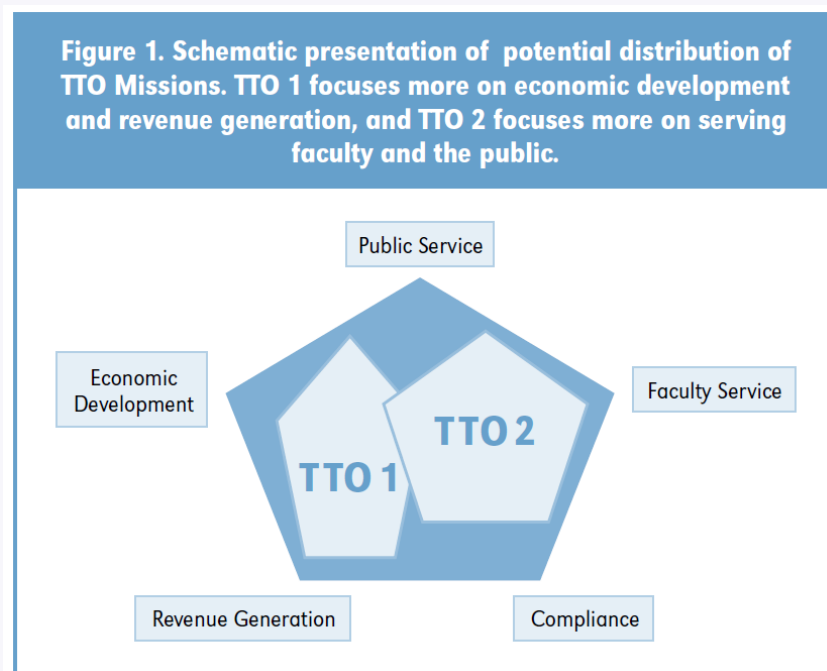 Figure 1. Schematic presentation of potential distribution of
TTO Missions. TTO 1 focuses more on economic development
and revenue generation, and TTO 2 focuses more on serving
faculty and the public.
Public Service
Economic
Development
Faculty Service
TTO 2
TTO 1
Revenue Generation
Compliance